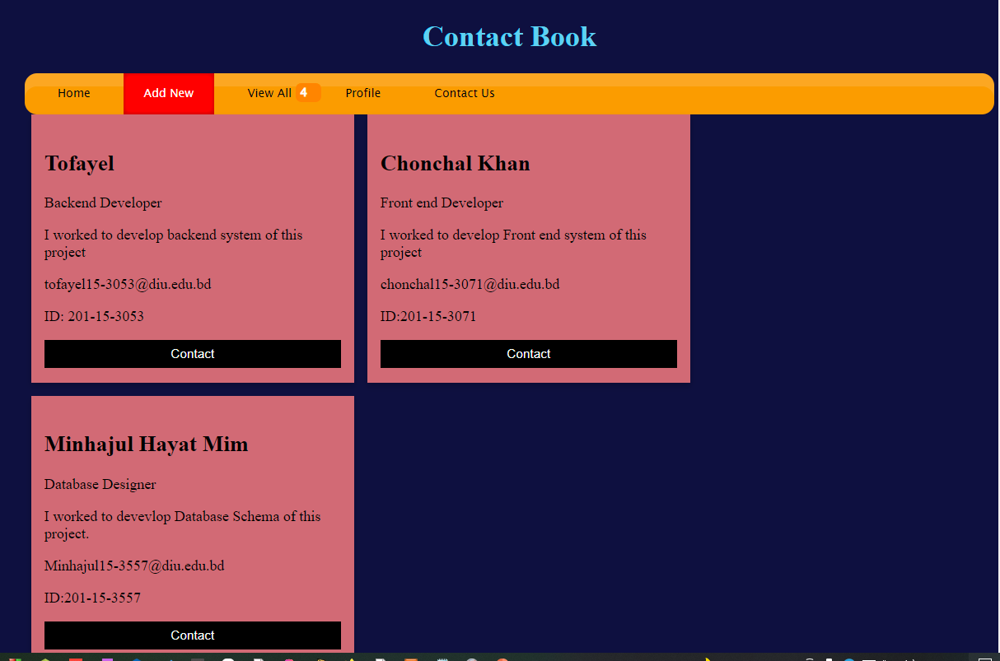 Contact Book
Home Add New View All 4 Profile Contact Us
Tofayel
Backend Developer
I worked to develop backend system of this
project
tofayel15-3053@diu.edu.bd
ID: 201-15-3053
Contact
Chonchal Khan
Front end Developer
I worked to develop Front end system of this
project
chonchal15-3071@diu.edu.bd
ID:201-15-3071
Contact
Minhajul Hayat Mim
Database Designer
I worked to devevlop Database Schema of this
project.
Minhajul15-3557@diu.edu.bd
ID:201-15-3557
Contact